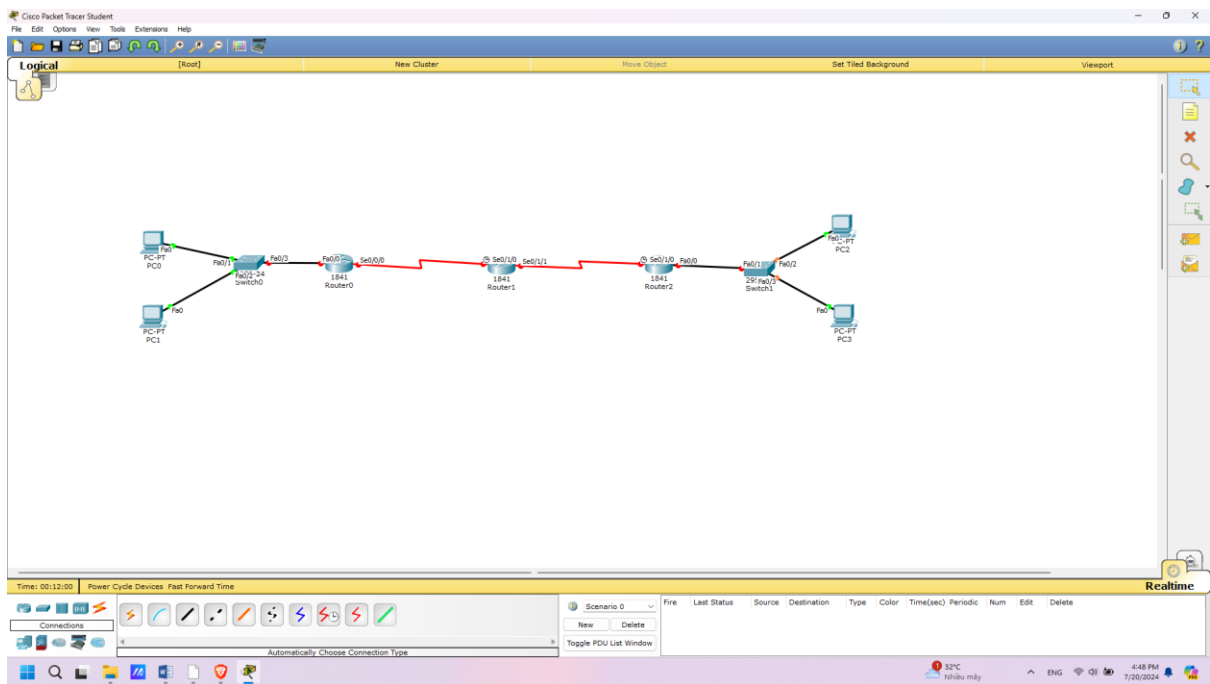 Cisco Packet Tracer Student
File Edit Options View Tools Extensions Help
Logical [Root] New Cluster Move Object Set Tiled Background Viewport
Fa0
PC-PT
PC0
Fa0/1
Fa0/2
-24
Switch0
Fa0/3
Fa0/0
Se0/0/0
1841
Router0
Fa0
PC-PT
PC1
Se0/1/0
Se0/1/1
1841
Router1
Se0/1/0
Fa0/0
1841
Router2
Fa0/1
Fa0/2
Fa0/3
Switch1
Fa0
-PT
PC2
Fa0
PC-PT
PC3
Time: 00:12:00 Power Cycle Devices Fast Forward Time Realtime
Connections
Automatically Choose Connection Type
Scenario 0
New Delete
Toggle PDU List Window
Fire Last Status Source Destination Type Color Time(sec) Periodic Num Edit Delete
32°C
Nhiều mây
ENG
4:48 PM
7/20/2024